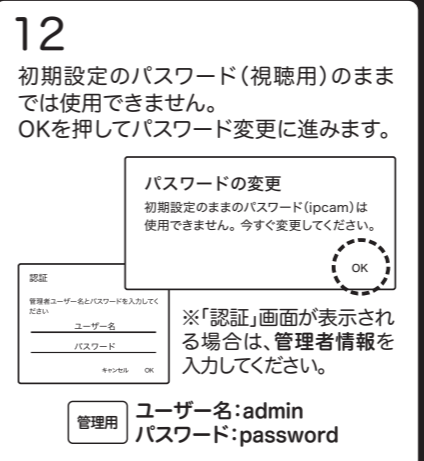 12
初期設定のパスワード（視聴用）のまま
では使用できません。
OKを押してパスワード変更に進みます。
パスワードの変更
初期設定のままのパスワード(ipcam)は
使用できません。今すぐ変更してください。
OK
認証
管理者ユーザー名とパスワードを入力してく
ださい
ユーザー名
パスワード
キャンセル OK
※「認証」画面が表示され
る場合は、管理者情報を
入力してください。
管理用
ユーザー名：admin
パスワード：password